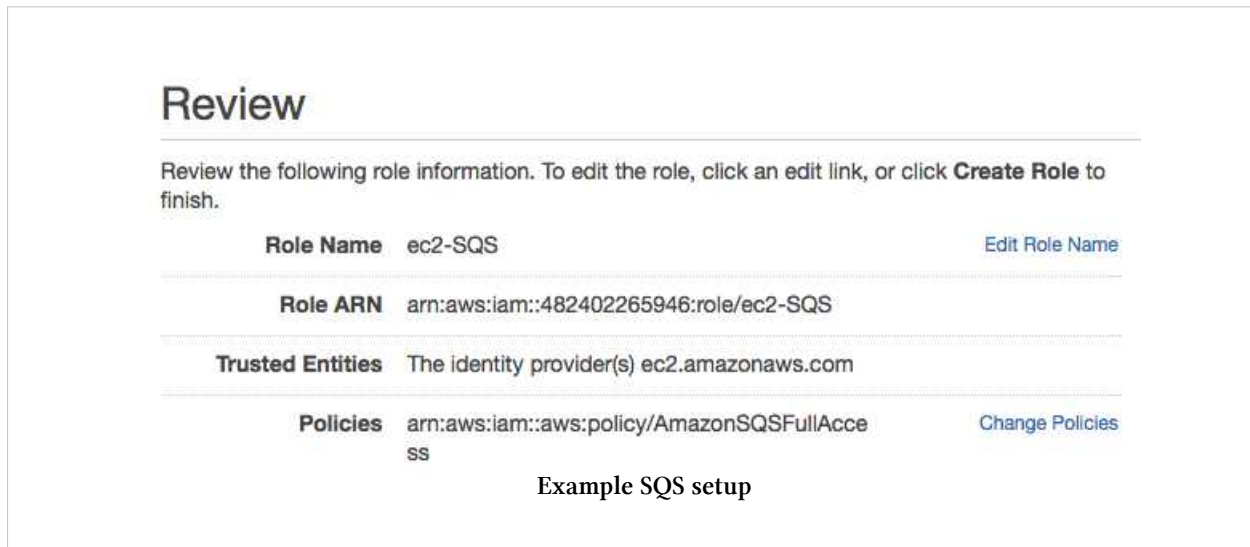 Review
Review the following role information. To edit the role, click an edit link, or click Create Role to
finish.
Role Name ec2-SQS Edit Role Name
Role ARN arn:aws:iam::482402265946:role/ec2-SQS
Trusted Entities The identity provider(s) ec2.amazonaws.com
Policies arn:aws:iam::aws:policy/AmazonSQSFullAcce Change Policies
ss
Example SQS setup